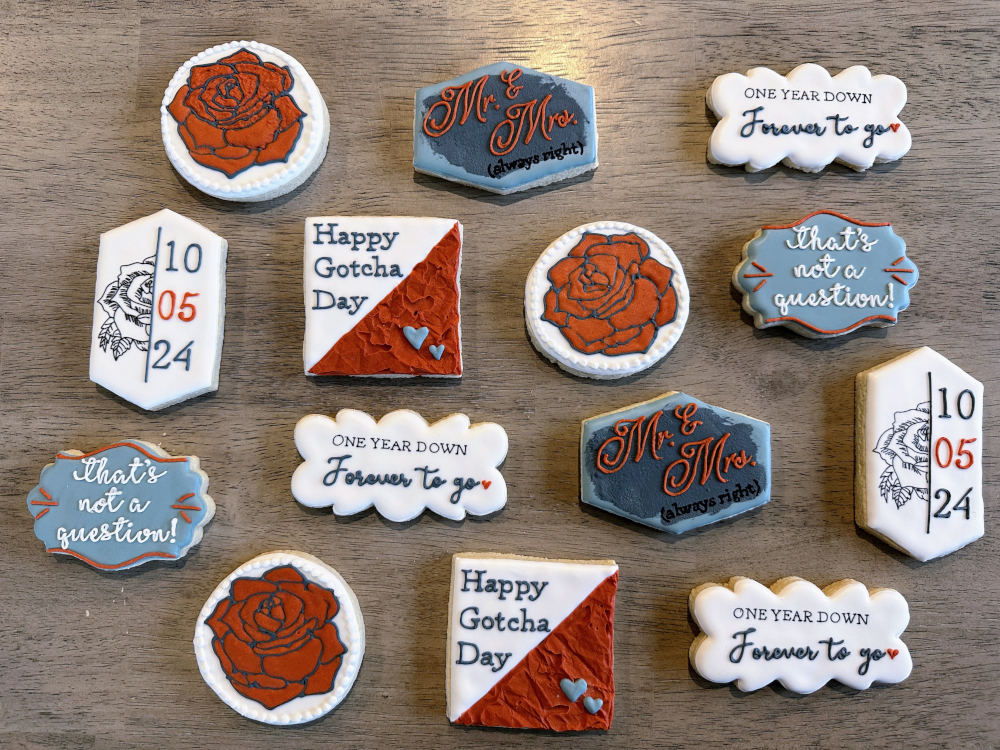 Mr. &
Mrs.
(always right)
ONE YEAR DOWN
Forever to go
10
05
24
Happy
Gotcha
Day
that's
not a
question!
that's
not a
question!
ONE YEAR DOWN
Forever to go
Mr. &
Mrs.
(always right)
10
05
24
Happy
Gotcha
Day
ONE YEAR DOWN
Forever to go